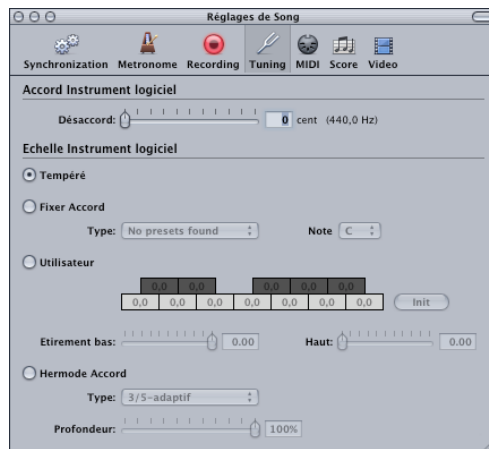 Réglages de Song
Synchronization Metronome Recording Tuning MIDI Score Video
Accord Instrument logiciel
Désaccord: 0 cent (440,0 Hz)
Echelle Instrument logiciel
Tempéré
Fixer Accord
Type: No presets found Note C
Utilisateur
0,0 0,0 0,0 0,0 0,0
0,0 0,0 0,0 0,0 0,0 0,0 0,0 Init
Etirement bas: 0.00 Haut: 0.00
Hermode Accord
Type: 3/5-adaptif
Profondeur: 100%